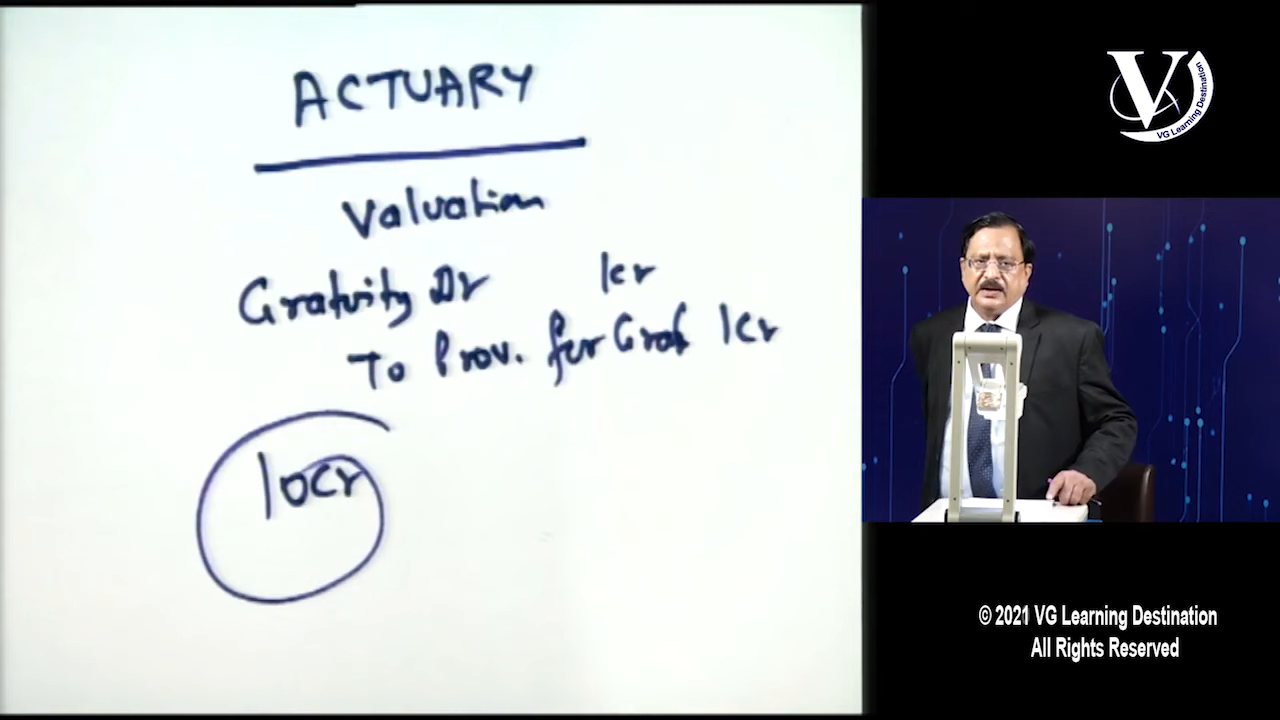 ACTUARY
Valuation
Gratuity Dr 1cr
To Prov. for Grat 1cr
10cr
V
VG Learning Destination
© 2021 VG Learning Destination
All Rights Reserved